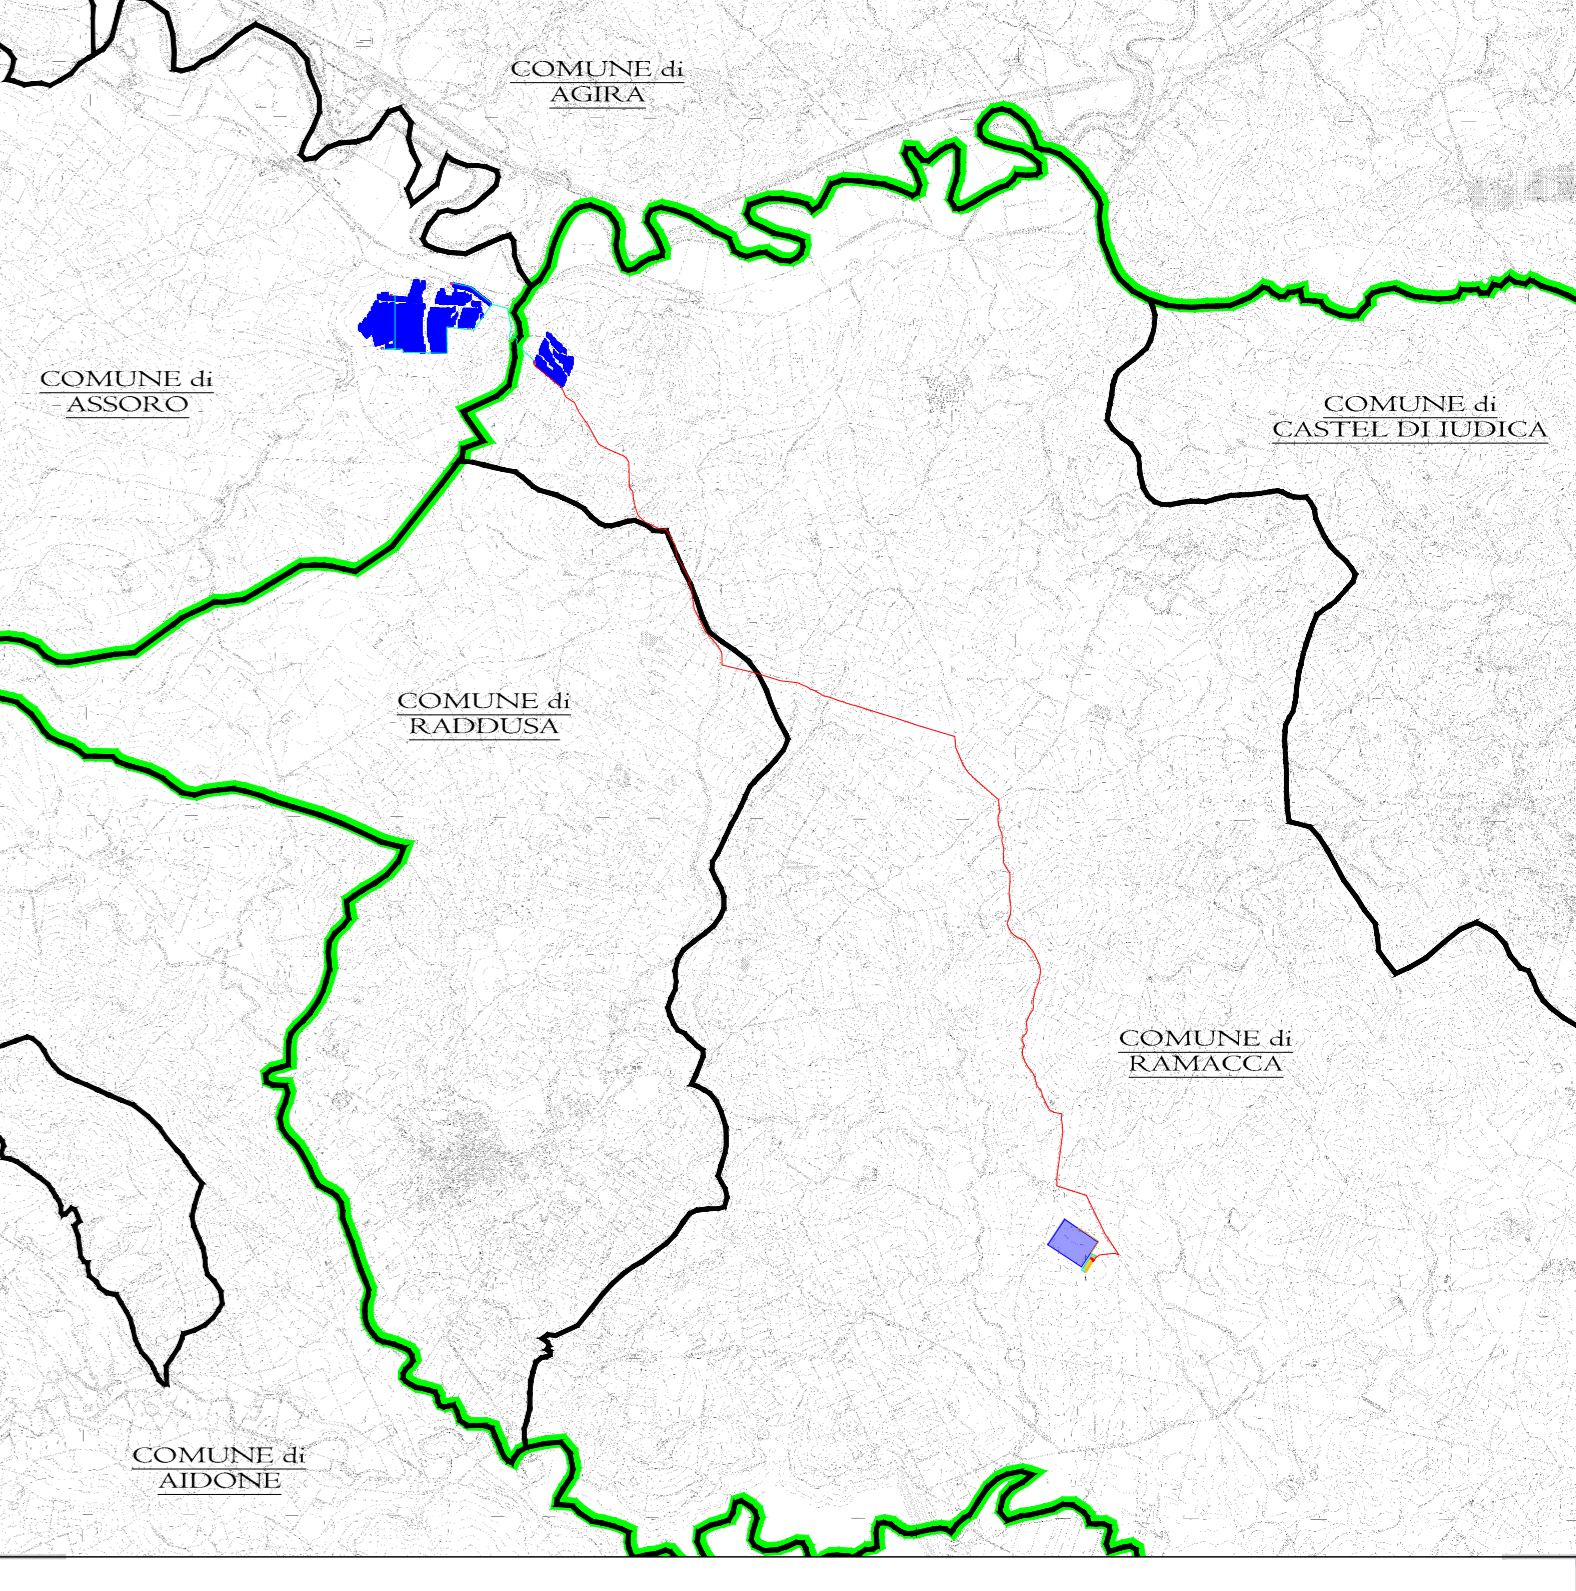 COMUNE di
AGIRA
COMUNE di
ASSORO
COMUNE di
CASTEL DI IUDICA
COMUNE di
RADDUSA
COMUNE di
RAMACCA
COMUNE di
AIDONE